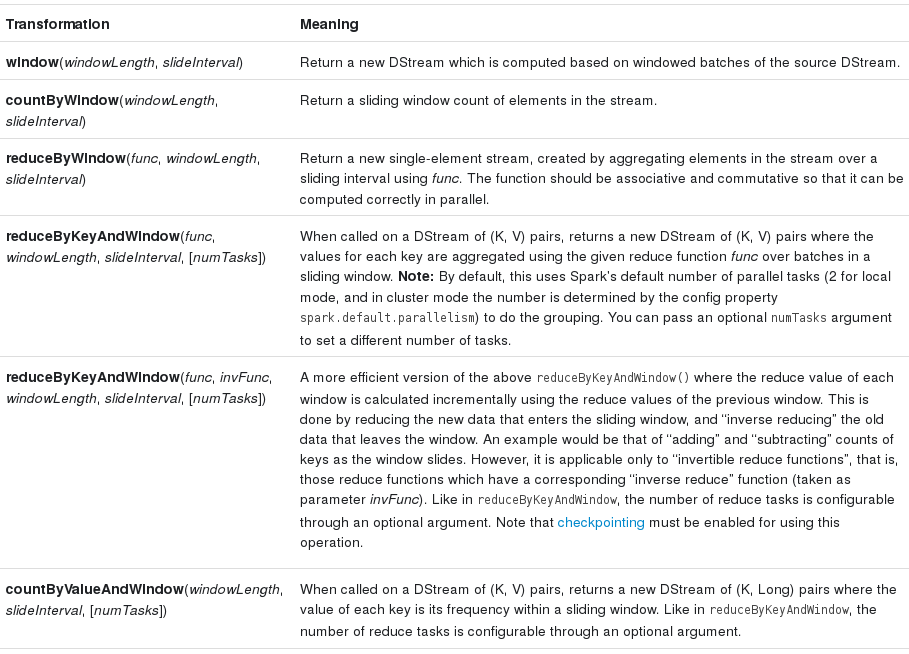 Transformation Meaning
window(windowLength, slideInterval) Return a new DStream which is computed based on windowed batches of the source DStream.
countByWindow(windowLength, Return a sliding window count of elements in the stream.
slideInterval)
reduceByWindow(func, windowLength, Return a new single-element stream, created by aggregating elements in the stream over a
slideInterval) sliding interval using func. The function should be associative and commutative so that it can be
computed correctly in parallel.
reduceByKeyAndWindow(func, When called on a DStream of (K, V) pairs, returns a new DStream of (K, V) pairs where the
windowLength, slideInterval, [numTasks]) values for each key are aggregated using the given reduce function func over batches in a
sliding window. Note: By default, this uses Spark's default number of parallel tasks (2 for local
mode, and in cluster mode the number is determined by the config property
spark.default.parallelism) to do the grouping. You can pass an optional numTasks argument
to set a different number of tasks.
reduceByKeyAndWindow(func, invFunc, A more efficient version of the above reduceByKeyAndWindow() where the reduce value of each
windowLength, slideInterval, [numTasks]) window is calculated incrementally using the reduce values of the previous window. This is
done by reducing the new data that enters the sliding window, and “inverse reducing” the old
data that leaves the window. An example would be that of “adding” and “subtracting” counts of
keys as the window slides. However, it is applicable only to “invertible reduce functions”, that is,
those reduce functions which have a corresponding “inverse reduce” function (taken as
parameter invFunc). Like in reduceByKeyAndWindow, the number of reduce tasks is configurable
through an optional argument. Note that checkpointing must be enabled for using this
operation.
countByValueAndWindow(windowLength, When called on a DStream of (K, V) pairs, returns a new DStream of (K, Long) pairs where the
slideInterval, [numTasks]) value of each key is its frequency within a sliding window. Like in reduceByKeyAndWindow, the
number of reduce tasks is configurable through an optional argument.